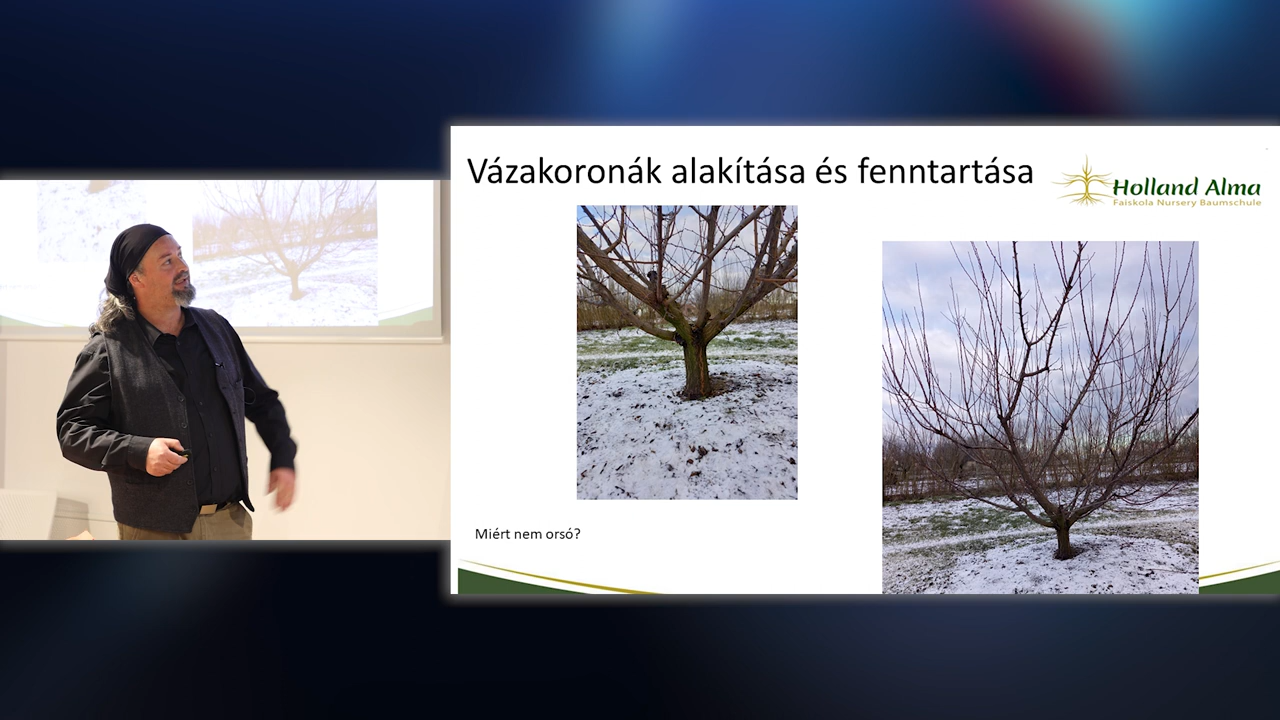 Vázakoronák alakítása és fenntartása
Holland Alma
Faiskola Nursery Baumschule
Miért nem orsó?